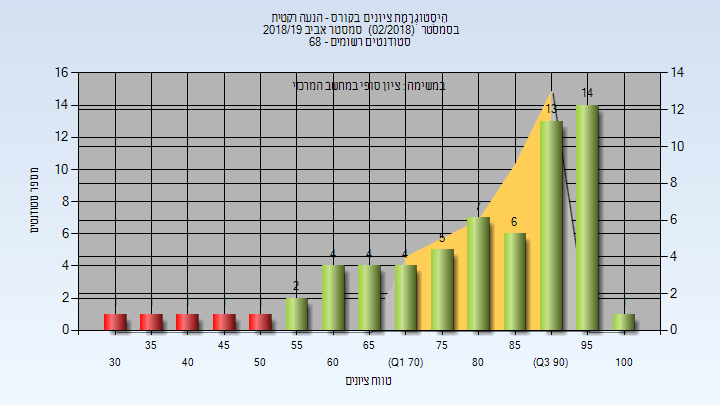 היסטוגרמת ציונים בקורס - הנעה רקטית
בסמסטר (02/2018) סמסטר אביב 2018/19
סטודנטים רשומים - 68
במשימה : ציון סופי במחשב המרכזי
מספר סטודנטים
16 14 12 10 8 6 4 2 0
14 12 10 8 6 4 2 0
2 4 4 4 5 7 6 13 14
35 45 55 65 75 85 95
30 40 50 60 (Q1 70) 80 (Q3 90) 100
טווח ציונים